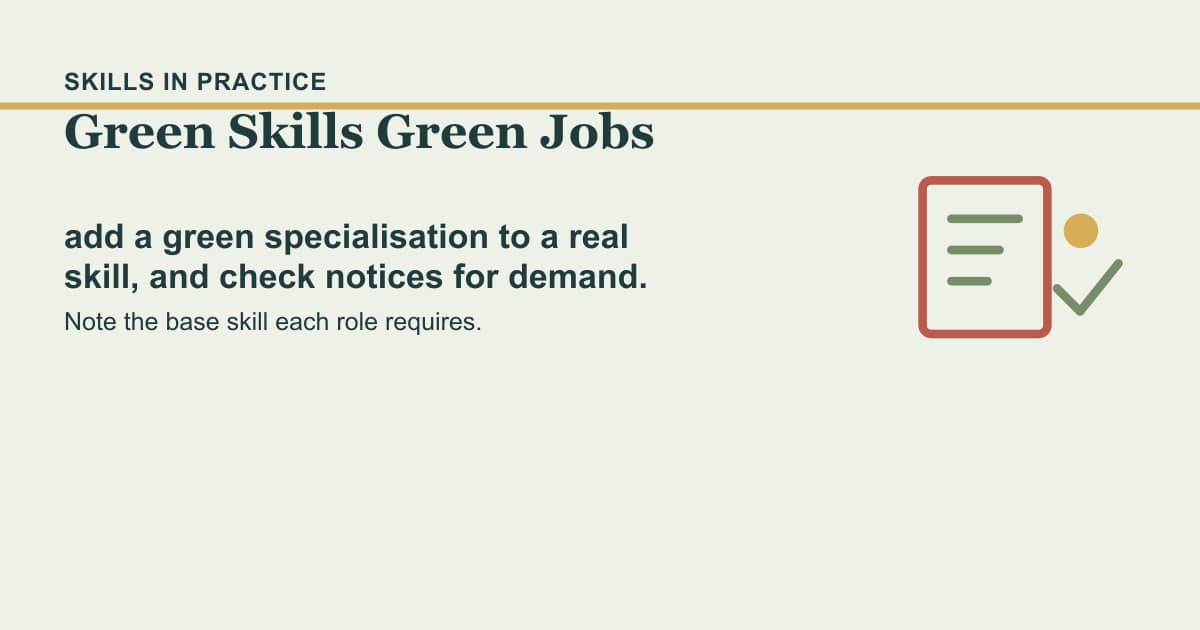 SKILLS IN PRACTICE
Green Skills Green Jobs
add a green specialisation to a real
skill, and check notices for demand.
Note the base skill each role requires.